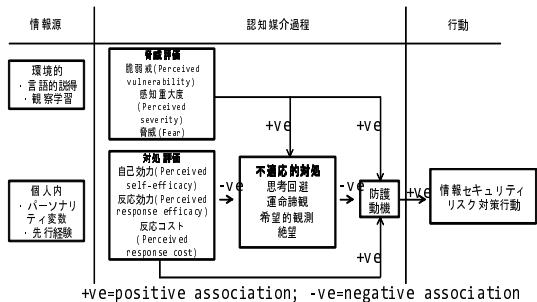 情報源
認知媒介過程
行動
環境的
・言語的説得
・観察学習
個人内
・パーソナリ
ティ変数
・先行経験
脅威評価
脆弱感(Perceived
vulnerability)
感知重大度
(Perceived
severity)
脅威(Fear)
対処評価
自己効力(Perceived
self-efficacy)
反応効力(Perceived
response efficacy)
反応コスト
(Perceived
response cost)
-ve
+ve
不適応的対処
思考回避
運命諦観
希望的観測
絶望
+ve
-ve
+ve
防護
動機
+ve
情報セキュリティ
リスク対策行動
+ve=positive association; -ve=negative association